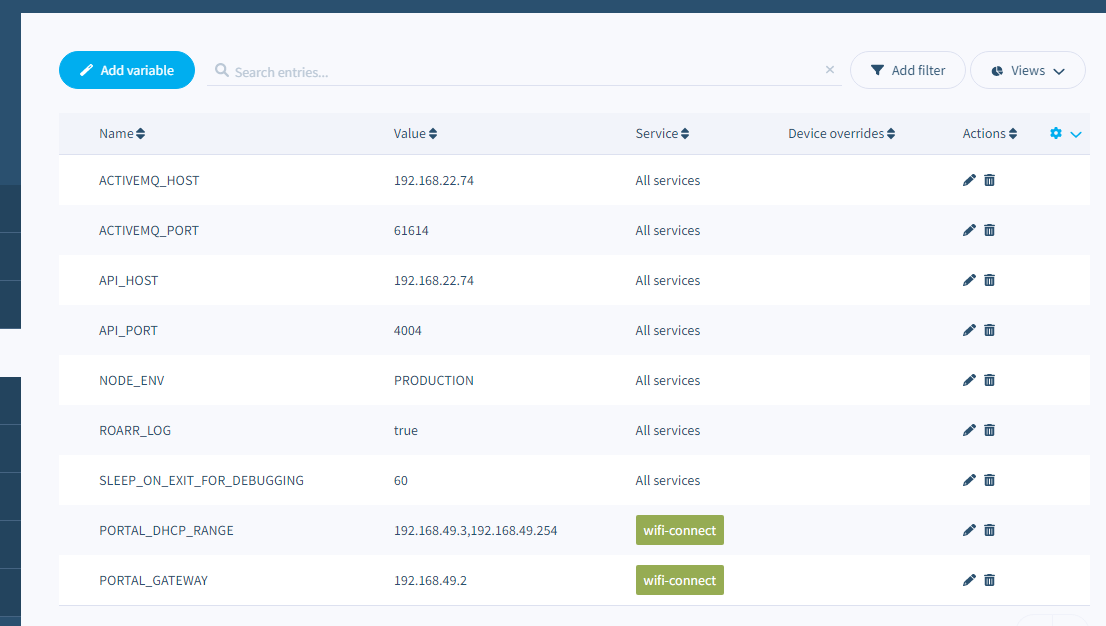 Add variable Search entries... × Add filter Views
Name Value Service Device overrides Actions
ACTIVEMQ_HOST 192.168.22.74 All services
ACTIVEMQ_PORT 61614 All services
API_HOST 192.168.22.74 All services
API_PORT 4004 All services
NODE_ENV PRODUCTION All services
ROARR_LOG true All services
SLEEP_ON_EXIT_FOR_DEBUGGING 60 All services
PORTAL_DHCP_RANGE 192.168.49.3,192.168.49.254 wifi-connect
PORTAL_GATEWAY 192.168.49.2 wifi-connect